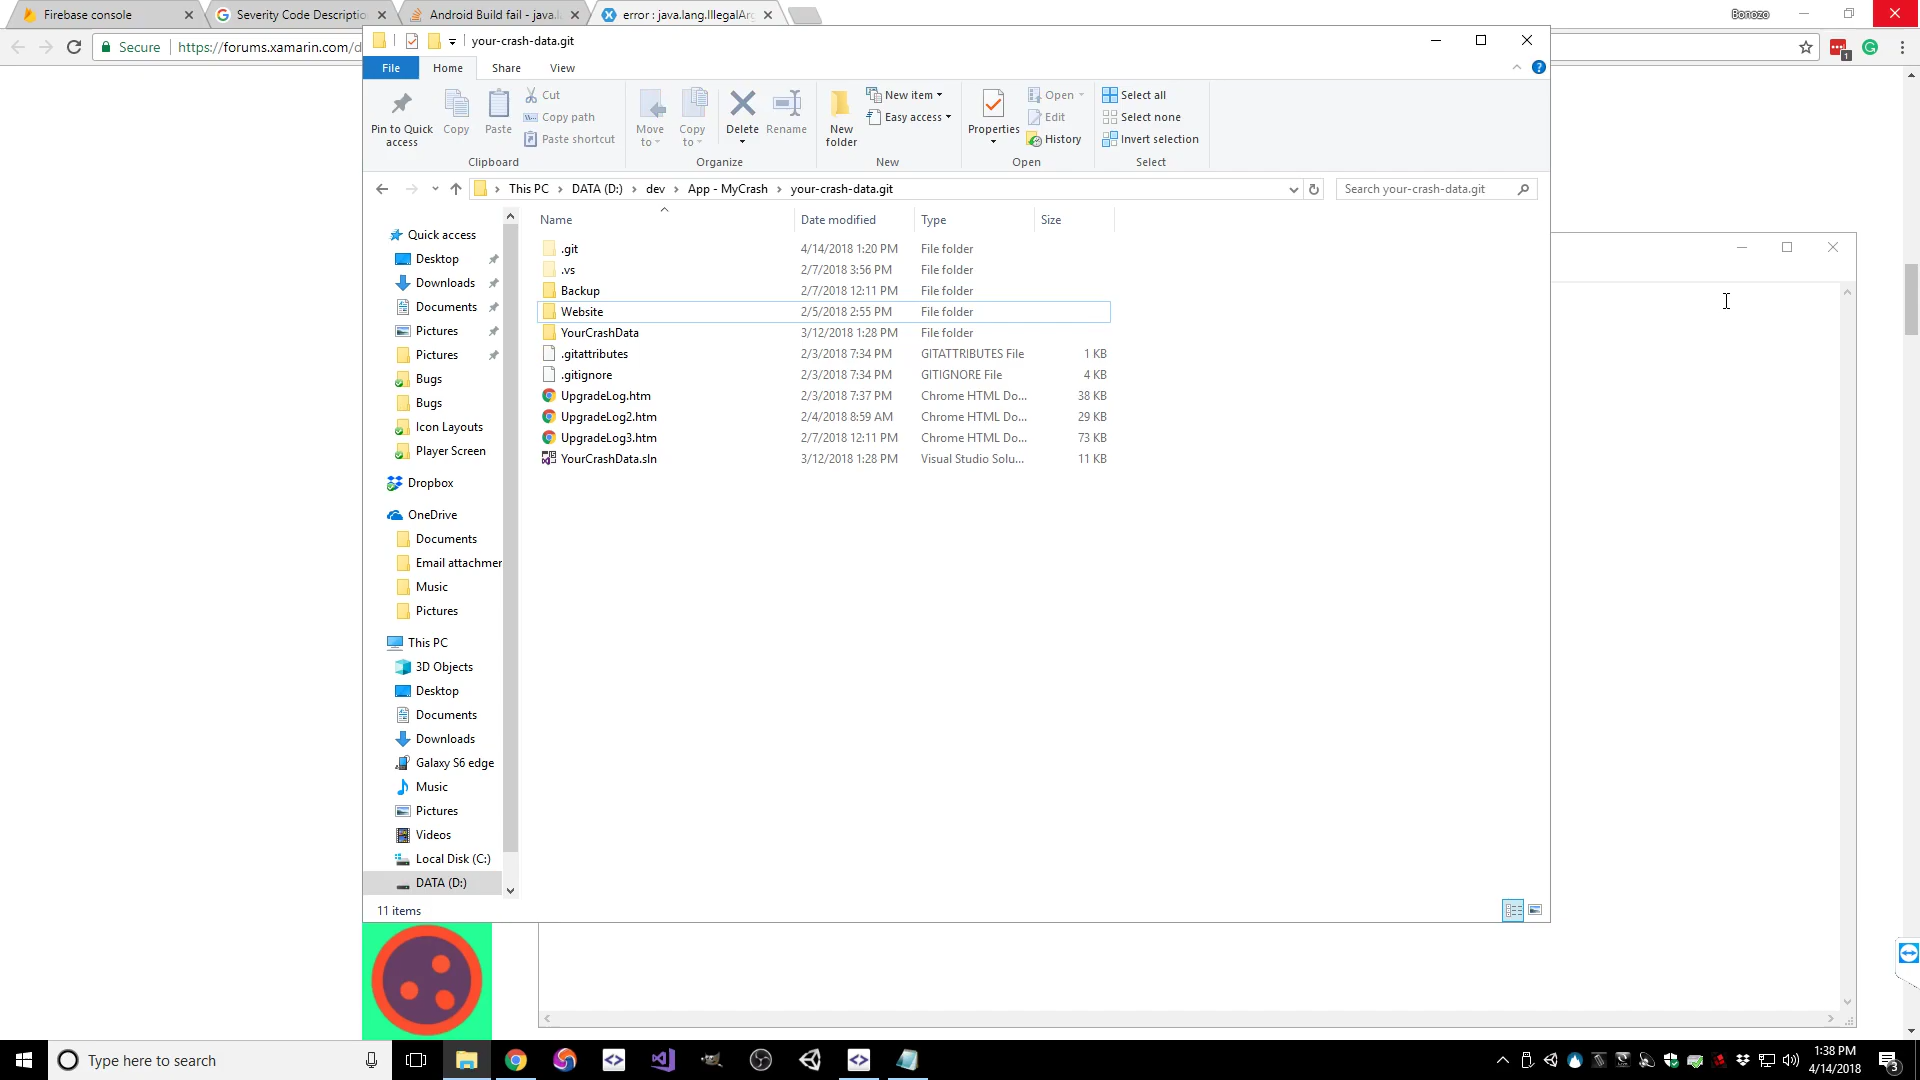 Firebase console
Severity Code Descriptio
Android Build fail - java.l
error : java.lang.IllegalArg
Bonozo
Secure
https://forums.xamarin.com/d
your-crash-data.git
File
Home
Share
View
Pin to Quick access
Copy
Paste
Cut
Copy path
Paste shortcut
Clipboard
Move to
Copy to
Delete
Rename
Organize
New folder
New item
Easy access
New
Properties
Open
Edit
History
Open
Select all
Select none
Invert selection
Select
This PC
DATA (D:)
dev
App - MyCrash
your-crash-data.git
Search your-crash-data.git
Name Date modified Type Size
.git 4/14/2018 1:20 PM File folder
.vs 2/7/2018 3:56 PM File folder
Backup 2/7/2018 12:11 PM File folder
Website 2/5/2018 2:55 PM File folder
YourCrashData 3/12/2018 1:28 PM File folder
.gitattributes 2/3/2018 7:34 PM GITATTRIBUTES File 1 KB
.gitignore 2/3/2018 7:34 PM GITIGNORE File 4 KB
UpgradeLog.htm 2/3/2018 7:37 PM Chrome HTML Do... 38 KB
UpgradeLog2.htm 2/4/2018 8:59 AM Chrome HTML Do... 29 KB
UpgradeLog3.htm 2/7/2018 12:11 PM Chrome HTML Do... 73 KB
YourCrashData.sln 3/12/2018 1:28 PM Visual Studio Solu... 11 KB
Quick access
Desktop
Downloads
Documents
Pictures
Pictures
Bugs
Bugs
Icon Layouts
Player Screen
Dropbox
OneDrive
Documents
Email attachmer
Music
Pictures
This PC
3D Objects
Desktop
Documents
Downloads
Galaxy S6 edge
Music
Pictures
Videos
Local Disk (C:)
DATA (D:)
11 items
Type here to search
1:38 PM
4/14/2018
3